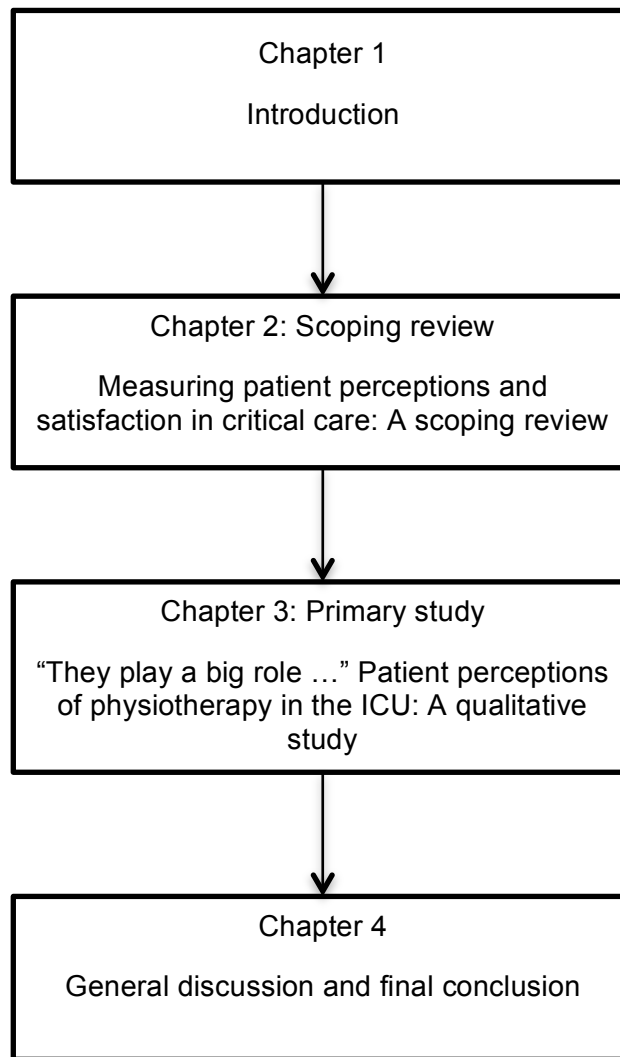 Chapter 1
Introduction
Chapter 2: Scoping review
Measuring patient perceptions and
satisfaction in critical care: A scoping review
Chapter 3: Primary study
“They play a big role …” Patient perceptions
of physiotherapy in the ICU: A qualitative
study
Chapter 4
General discussion and final conclusion